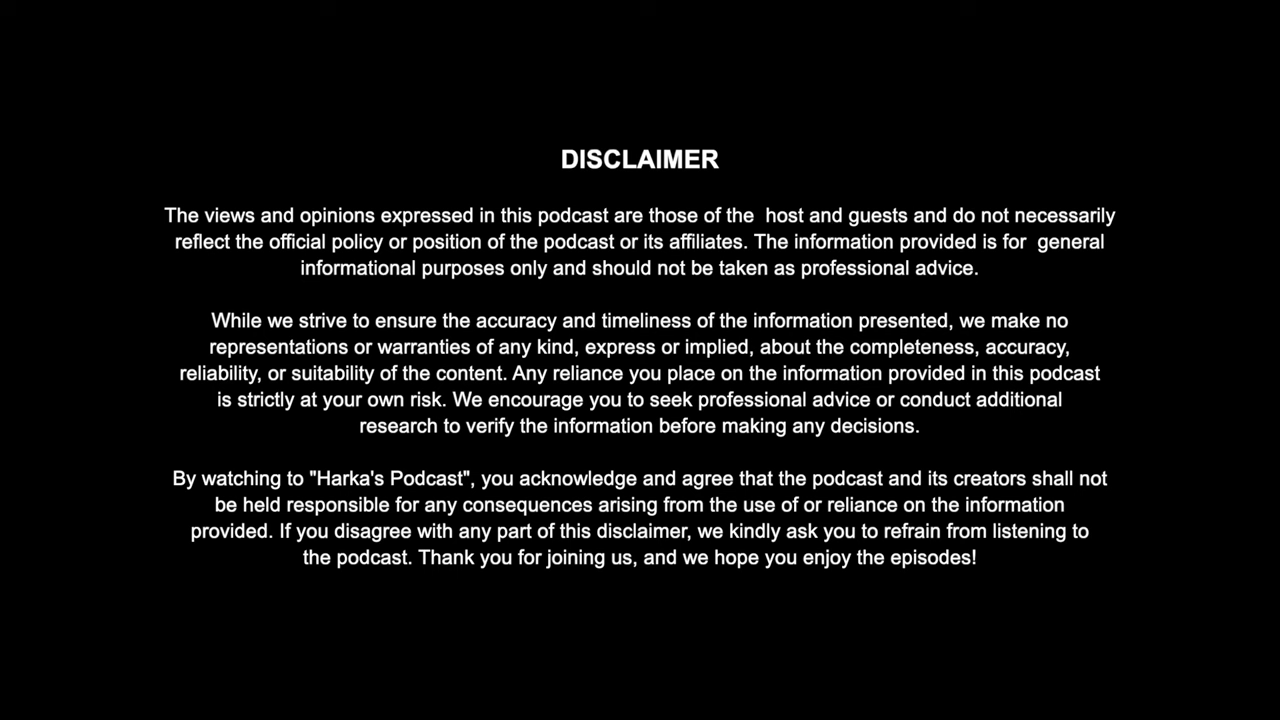 DISCLAIMER
The views and opinions expressed in this podcast are those of the  host and guests and do not necessarily
reflect the official policy or position of the podcast or its affiliates. The information provided is for  general
informational purposes only and should not be taken as professional advice.
While we strive to ensure the accuracy and timeliness of the information presented, we make no
representations or warranties of any kind, express or implied, about the completeness, accuracy,
reliability, or suitability of the content. Any reliance you place on the information provided in this podcast
is strictly at your own risk. We encourage you to seek professional advice or conduct additional
research to verify the information before making any decisions.
By watching to "Harka's Podcast", you acknowledge and agree that the podcast and its creators shall not
be held responsible for any consequences arising from the use of or reliance on the information
provided. If you disagree with any part of this disclaimer, we kindly ask you to refrain from listening to
the podcast. Thank you for joining us, and we hope you enjoy the episodes!